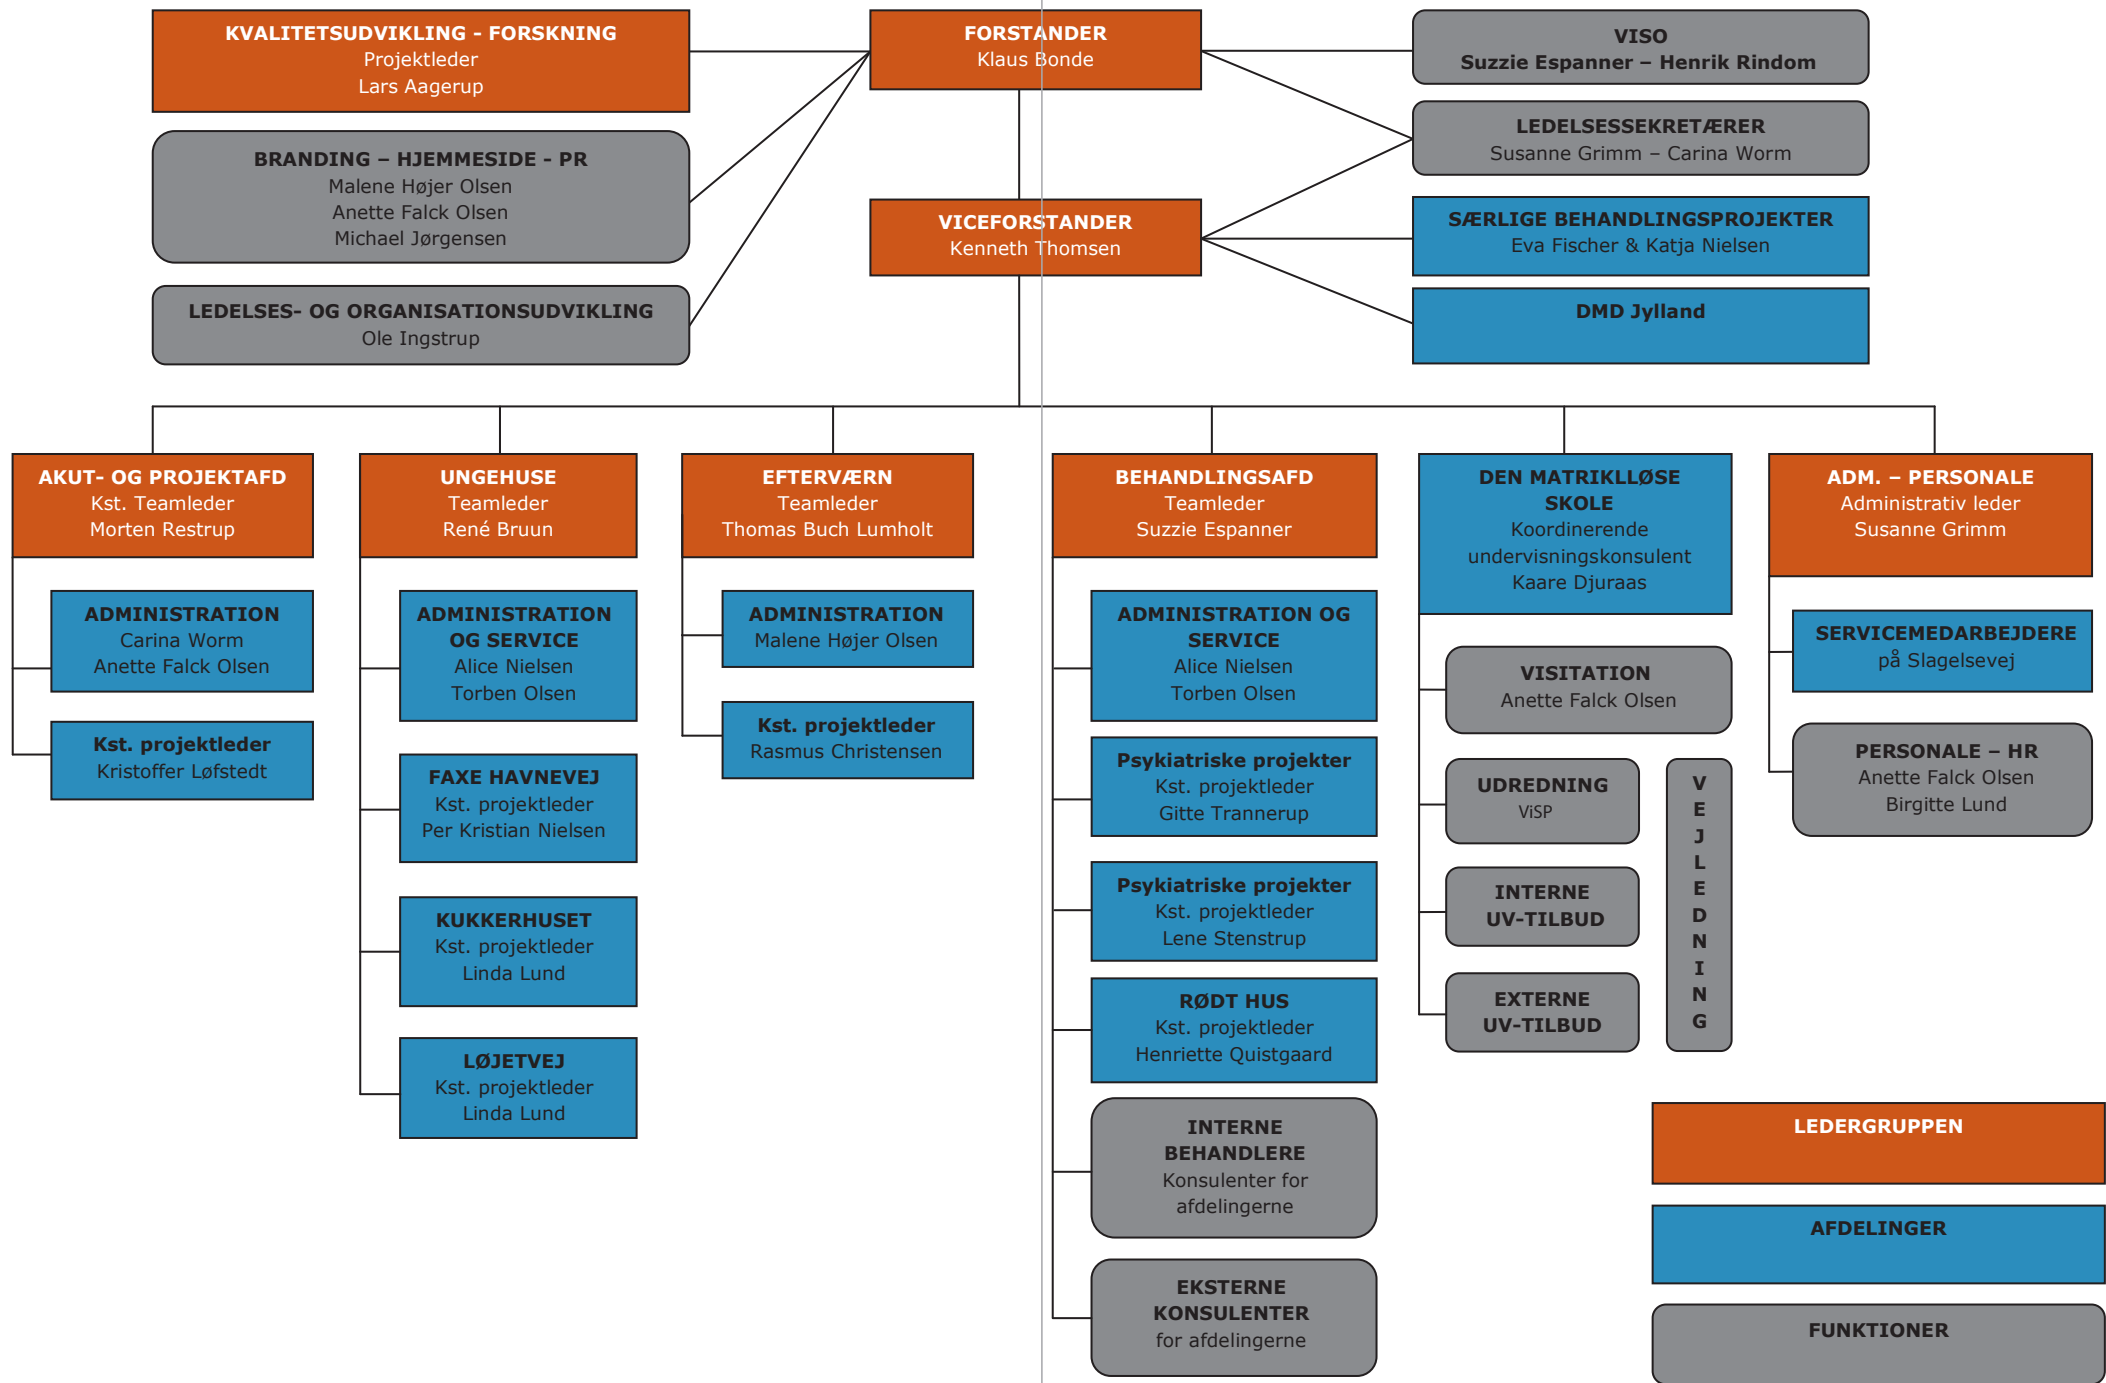 KVALITETSUDVIKLING - FORSKNING
Projektleder
Lars Aagerup
FORSTANDER
Klaus Bonde
VISO
Suzzie Espanner – Henrik Rindom
BRANDING – HJEMMESIDE - PR
Malene Højer Olsen
Anette Falck Olsen
Michael Jørgensen
LEDELSESSEKRETÆRER
Susanne Grimm – Carina Worm
VICEFORSTANDER
Kenneth Thomsen
SÆRLIGE BEHANDLINGSPROJEKTER
Eva Fischer & Katja Nielsen
LEDELSES- OG ORGANISATIONSUDVIKLING
Ole Ingstrup
DMD Jylland
AKUT- OG PROJEKTAFD
Kst. Teamleder
Morten Restrup
ADMINISTRATION
Carina Worm
Anette Falck Olsen
Kst. projektleder
Kristoffer Løfstedt
UNGEHUSE
Teamleder
René Bruun
ADMINISTRATION
OG SERVICE
Alice Nielsen
Torben Olsen
FAXE HAVNEVEJ
Kst. projektleder
Per Kristian Nielsen
KUKKERHUSET
Kst. projektleder
Linda Lund
LØJETVEJ
Kst. projektleder
Linda Lund
EFTERVÆRN
Teamleder
Thomas Buch Lumholt
ADMINISTRATION
Malene Højer Olsen
Kst. projektleder
Rasmus Christensen
BEHANDLINGSAFD
Teamleder
Suzzie Espanner
ADMINISTRATION OG
SERVICE
Alice Nielsen
Torben Olsen
Psykiatriske projekter
Kst. projektleder
Gitte Trannerup
Psykiatriske projekter
Kst. projektleder
Lene Stenstrup
RØDT HUS
Kst. projektleder
Henriette Quistgaard
INTERNE
BEHANDLERE
Konsulenter for
afdelingerne
EKSTERNE
KONSULENTER
for afdelingerne
DEN MATRIKLLØSE
SKOLE
Koordinerende
undervisningskonsulent
Kaare Djuraas
VISITATION
Anette Falck Olsen
UDREDNING
ViSP
INTERNE
UV-TILBUD
EXTERNE
UV-TILBUD
V
E
J
L
E
D
N
I
N
G
ADM. – PERSONALE
Administrativ leder
Susanne Grimm
SERVICEMEDARBEJDERE
på Slagelsevej
PERSONALE – HR
Anette Falck Olsen
Birgitte Lund
LEDERGRUPPEN
AFDELINGER
FUNKTIONER